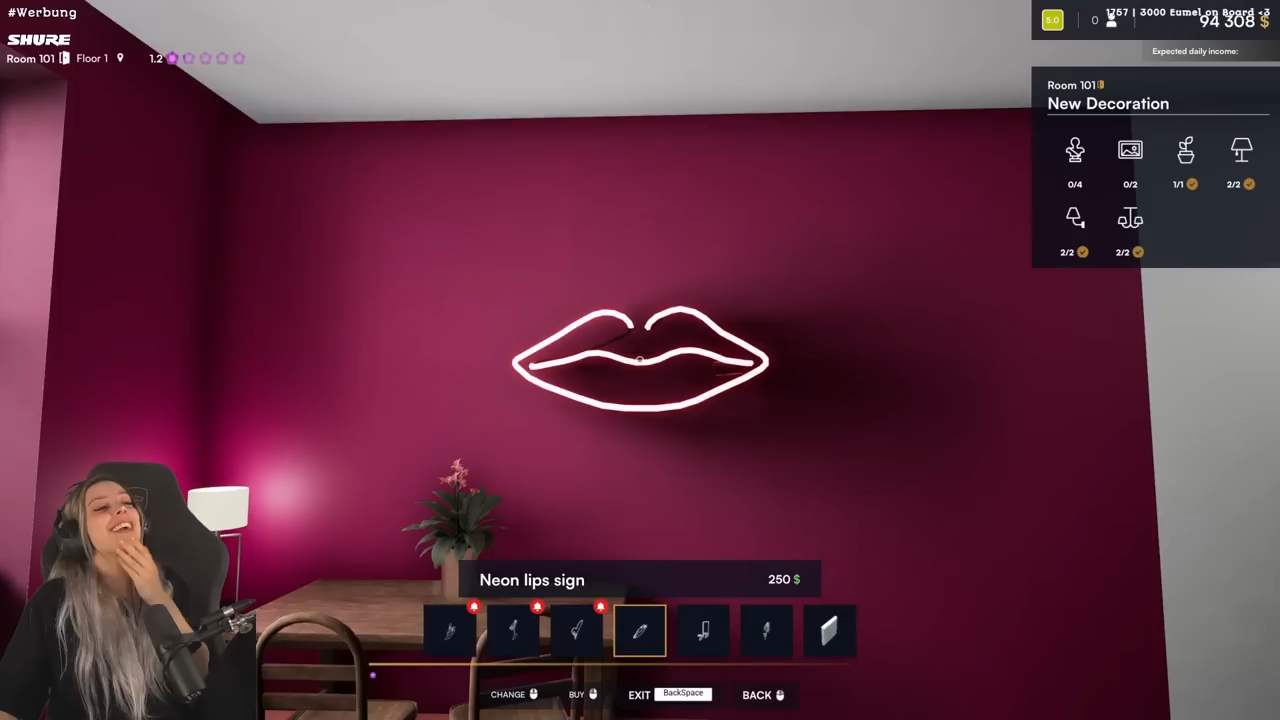 #Werbung
SHURE
Room 101 Floor 1 1.2
5.0 0 1757 | 3000 Eumel on Board <3
94 308 $
Expected daily income:
Room 101
New Decoration
0/4 0/2 1/1 2/2
2/2 2/2
Neon lips sign 250 $
CHANGE BUY EXIT BackSpace BACK